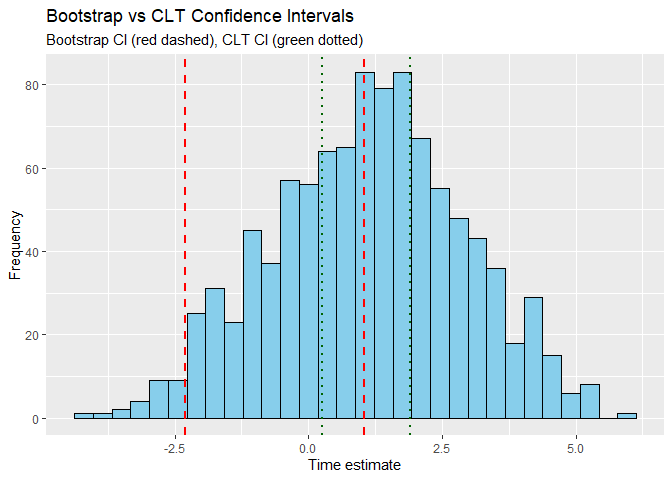 Bootstrap vs CLT Confidence Intervals
Bootstrap CI (red dashed), CLT CI (green dotted)
80
60
40
20
0
Frequency
-2.5 0.0 2.5 5.0
Time estimate